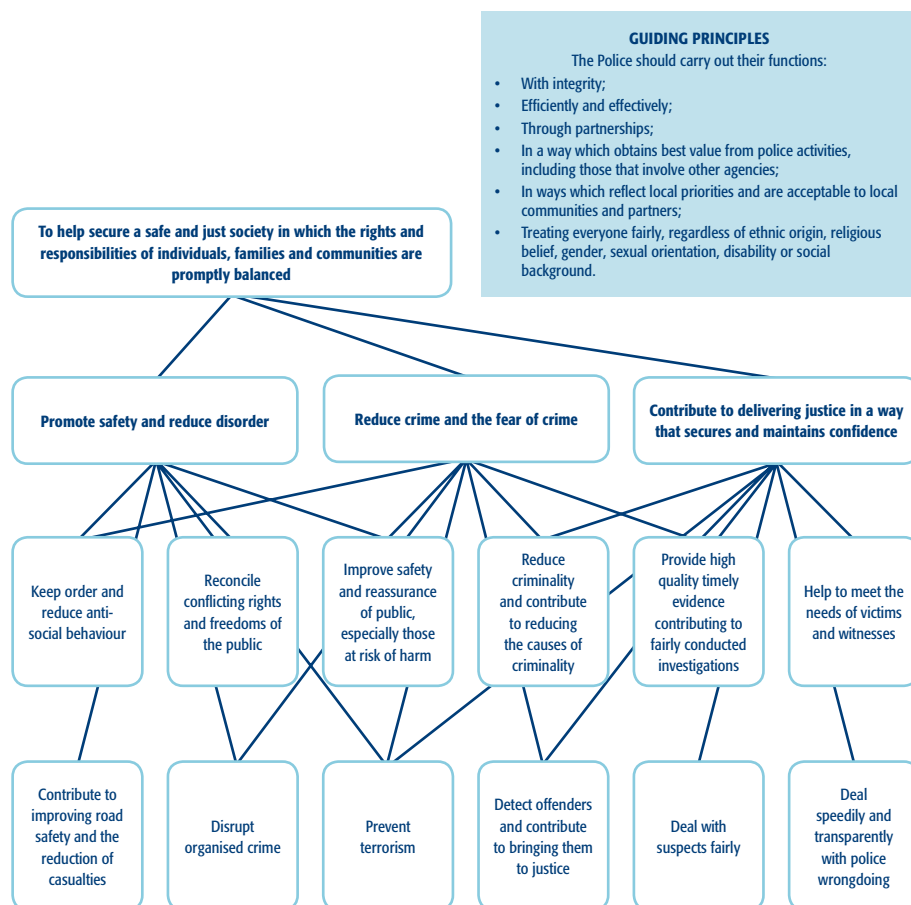 GUIDING PRINCIPLES
The Police should carry out their functions:
• With integrity;
• Efficiently and effectively;
• Through partnerships;
• In a way which obtains best value from police activities,
including those that involve other agencies;
• In ways which reflect local priorities and are acceptable to local
communities and partners;
• Treating everyone fairly, regardless of ethnic origin, religious
belief, gender, sexual orientation, disability or social
background.
To help secure a safe and just society in which the rights and
responsibilities of individuals, families and communities are
promptly balanced
Promote safety and reduce disorder
Reduce crime and the fear of crime
Contribute to delivering justice in a way
that secures and maintains confidence
Keep order and
reduce anti-
social behaviour
Reconcile
conflicting rights
and freedoms of
the public
Improve safety
and reassurance
of public,
especially those
at risk of harm
Reduce
criminality
and contribute
to reducing
the causes of
criminality
Provide high
quality timely
evidence
contributing to
fairly conducted
investigations
Help to meet the
needs of victims
and witnesses
Contribute to
improving road
safety and the
reduction of
casualties
Disrupt
organised crime
Prevent
terrorism
Detect offenders
and contribute
to bringing them
to justice
Deal with
suspects fairly
Deal
speedily and
transparently
with police
wrongdoing